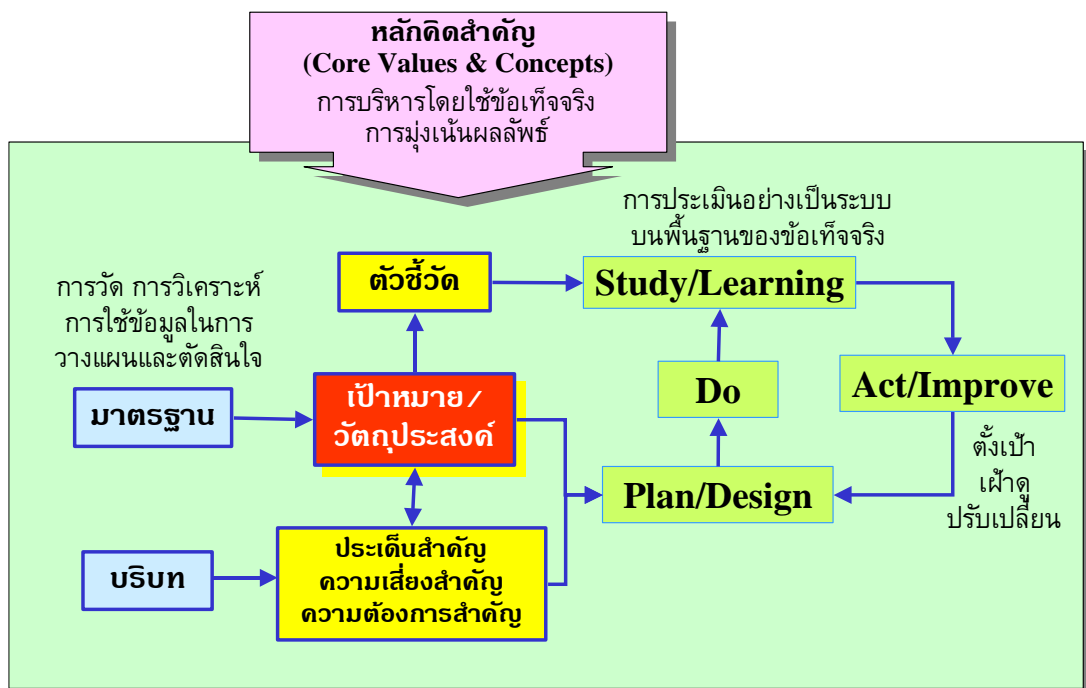 หลักคิดสำคัญ
(Core Values & Concepts)
การบริหารโดยใช้ข้อเท็จจริง
การมุ่งเน้นผลลัพธ์
การประเมินอย่างเป็นระบบ
บนพื้นฐานของข้อเท็จจริง
การวัด การวิเคราะห์
การใช้ข้อมูลในการ
วางแผนและตัดสินใจ
ตัวชี้วัด
Study/Learning
มาตรฐาน
เป้าหมาย/
วัตถุประสงค์
Do
Act/Improve
ตั้งเป้า
เฝ้าดู
ปรับเปลี่ยน
Plan/Design
บริบท
ประเด็นสำคัญ
ความเสี่ยงสำคัญ
ความต้องการสำคัญ